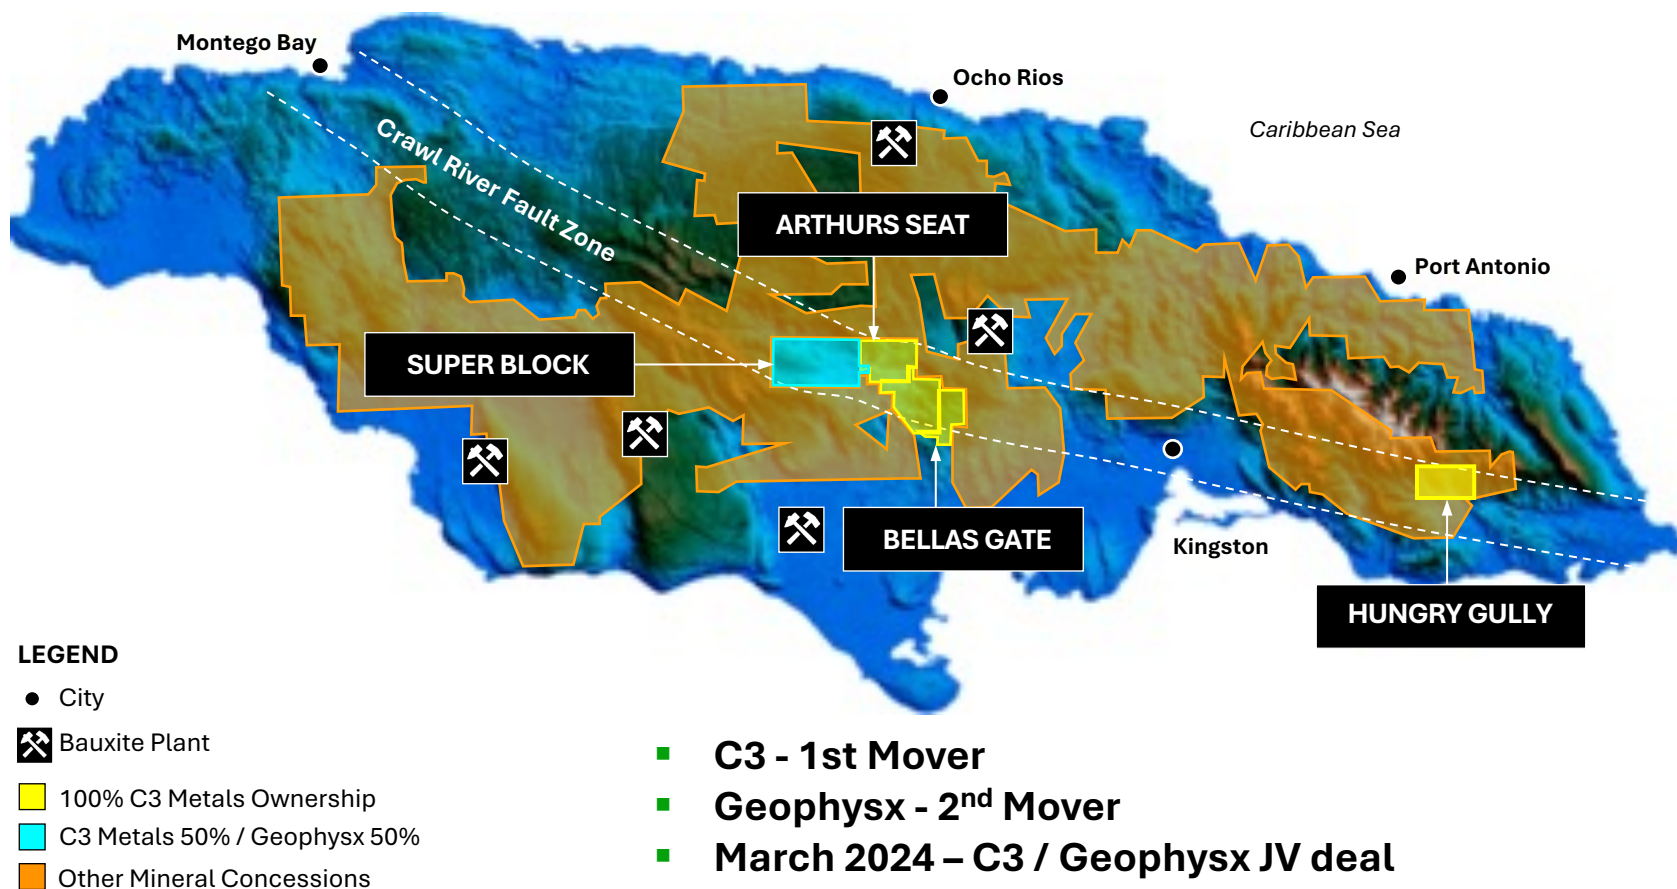 Montego Bay
Ocho Rios
Caribbean Sea
Crawl River Fault Zone
ARTHURS SEAT
Port Antonio
SUPER BLOCK
BELLAS GATE
Kingston
HUNGRY GULLY
LEGEND
City
Bauxite Plant
100% C3 Metals Ownership
C3 Metals 50% / Geophysx 50%
Other Mineral Concessions
▪ C3 - 1st Mover
▪ Geophysx - 2nd Mover
▪ March 2024 – C3 / Geophysx JV deal